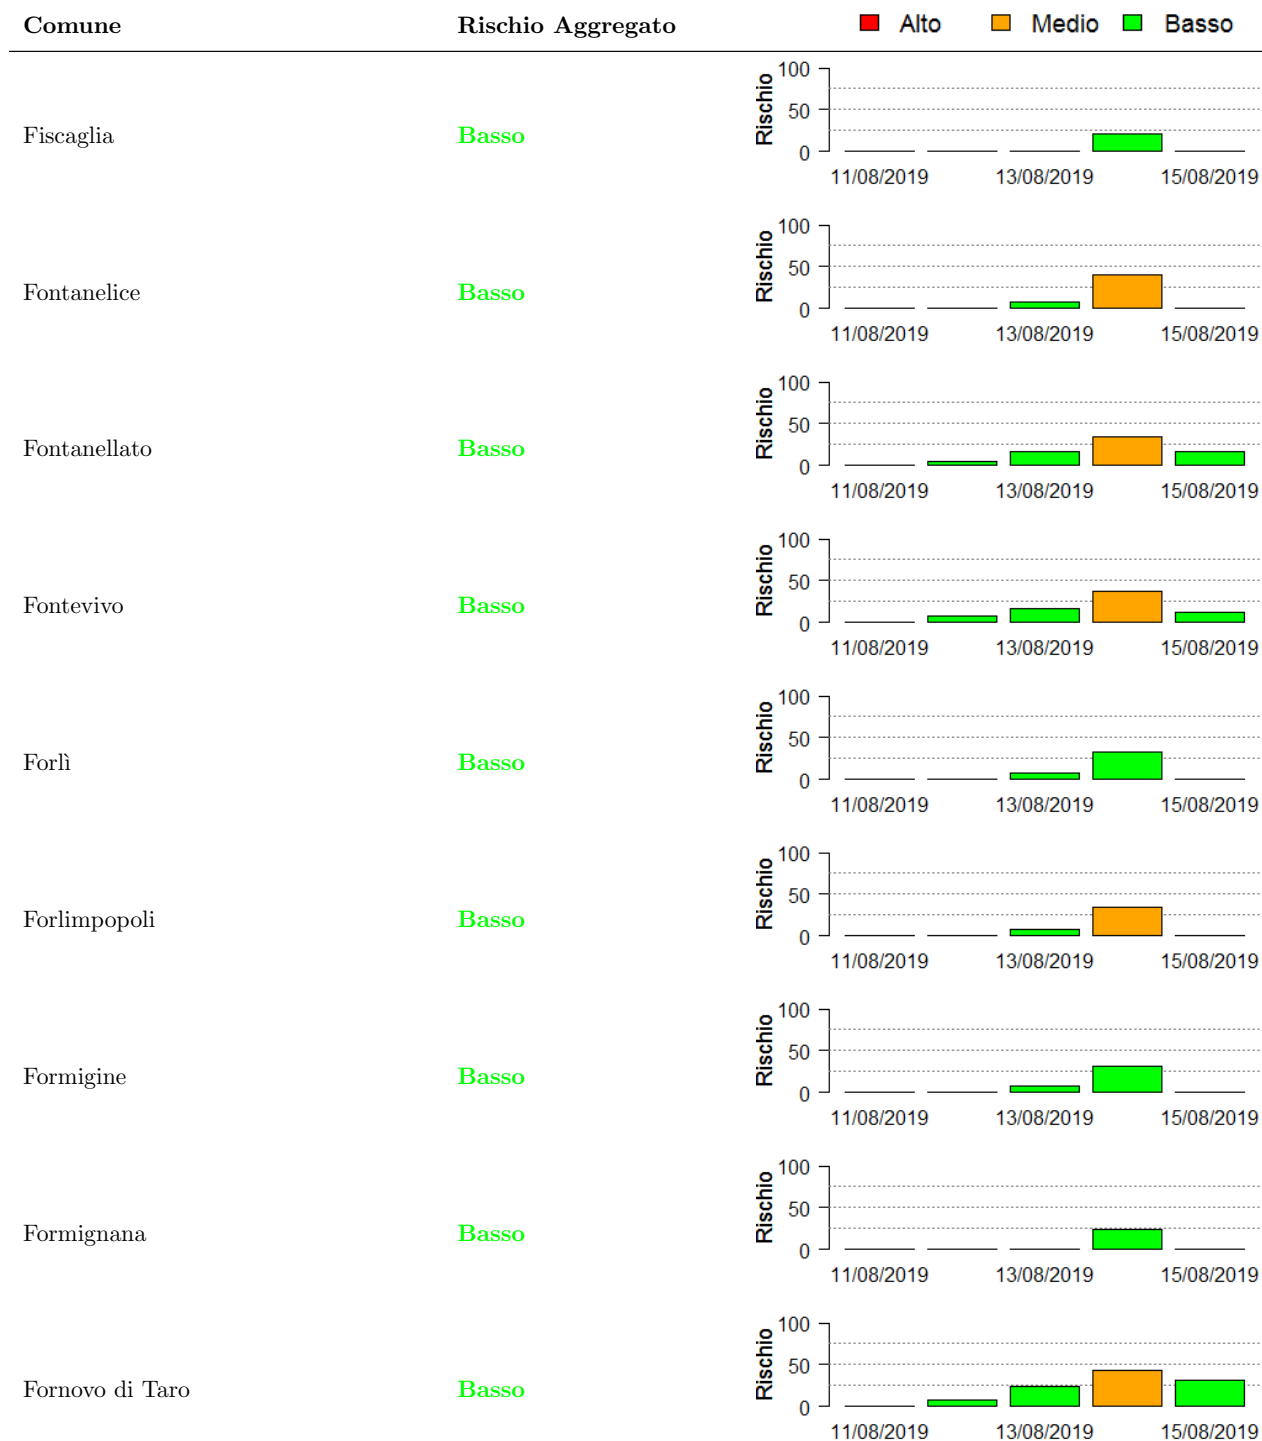 Comune Rischio Aggregato Alto Medio Basso
100
50
0
Rischio
Fiscaglia Basso
11/08/2019 13/08/2019 15/08/2019
100
50
0
Rischio
Fontanelice Basso
11/08/2019 13/08/2019 15/08/2019
100
50
0
Rischio
Fontanellato Basso
11/08/2019 13/08/2019 15/08/2019
100
50
0
Rischio
Fontevivo Basso
11/08/2019 13/08/2019 15/08/2019
100
50
0
Rischio
Forlì Basso
11/08/2019 13/08/2019 15/08/2019
100
50
0
Rischio
Forlimpopoli Basso
11/08/2019 13/08/2019 15/08/2019
100
50
0
Rischio
Formigine Basso
11/08/2019 13/08/2019 15/08/2019
100
50
0
Rischio
Formignana Basso
11/08/2019 13/08/2019 15/08/2019
100
50
0
Rischio
Fornovo di Taro Basso
11/08/2019 13/08/2019 15/08/2019